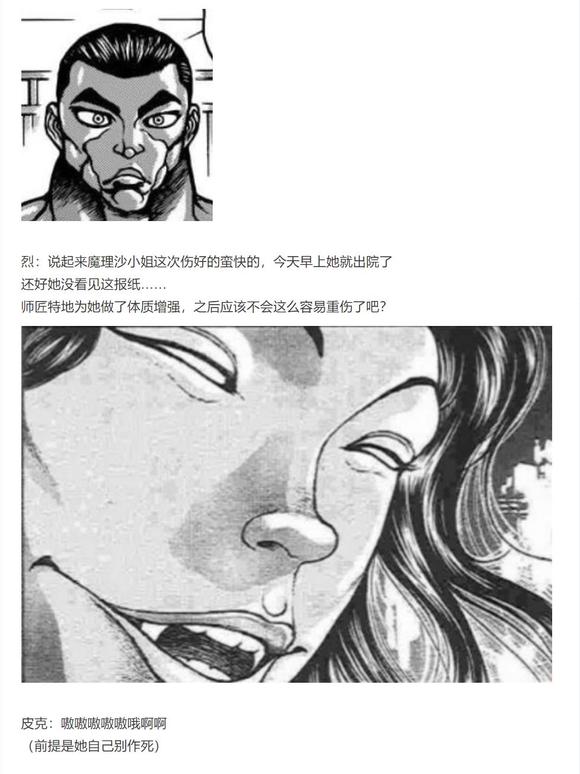 烈：说起来魔理沙小姐这次伤好的蛮快的，今天早上她就出院了
还好她没看见这报纸……
师匠特地为她做了体质增强，之后应该不会这么容易重伤了吧？
皮克：嗷嗷嗷嗷嗷哦啊啊
（前提是她自己别作死）